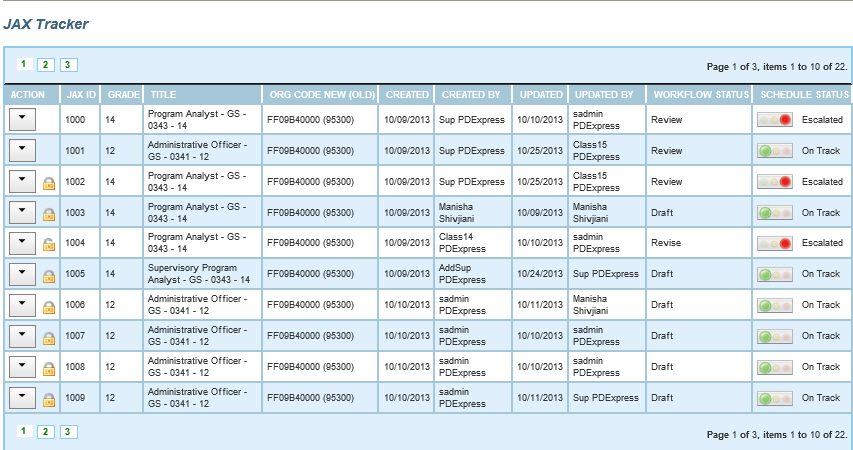 JAX Tracker
1 2 3
Page 1 of 3, items 1 to 10 of 22.
ACTION JAX ID GRADE TITLE ORG CODE NEW (OLD) CREATED CREATED BY UPDATED UPDATED BY WORKFLOW STATUS SCHEDULE STATUS
1000 14 Program Analyst - GS - FF09B40000 (95300) 10/09/2013 Sup PDExpress 10/10/2013 sadmin Review Escalated
0343 - 14 PDExpress
1001 12 Administrative Officer - FF09B40000 (95300) 10/09/2013 Sup PDExpress 10/25/2013 Class15 Review On Track
GS - 0341 - 12 PDExpress
1002 14 Program Analyst - GS - FF09B40000 (95300) 10/09/2013 Sup PDExpress 10/25/2013 Class15 Review Escalated
0343 - 14 PDExpress
1003 14 Program Analyst - GS - FF09B40000 (95300) 10/09/2013 Manisha 10/09/2013 Manisha Draft On Track
0343 - 14 Shivjiani Shivjiani
1004 14 Program Analyst - GS - FF09B40000 (95300) 10/09/2013 Class14 10/10/2013 sadmin Revise Escalated
0343 - 14 PDExpress PDExpress
1005 14 Supervisory Program FF09B40000 (95300) 10/09/2013 AddSup 10/24/2013 Sup PDExpress Draft On Track
Analyst - GS - 0343 - 14 PDExpress
1006 12 Administrative Officer - FF09B40000 (95300) 10/10/2013 sadmin 10/11/2013 Manisha Draft On Track
GS - 0341 - 12 PDExpress Shivjiani
1007 12 Administrative Officer - FF09B40000 (95300) 10/10/2013 sadmin 10/10/2013 sadmin Draft On Track
GS - 0341 - 12 PDExpress PDExpress
1008 12 Administrative Officer - FF09B40000 (95300) 10/10/2013 sadmin 10/10/2013 sadmin Draft On Track
GS - 0341 - 12 PDExpress PDExpress
1009 12 Administrative Officer - FF09B40000 (95300) 10/10/2013 sadmin 10/11/2013 Sup PDExpress Draft On Track
GS - 0341 - 12 PDExpress
1 2 3
Page 1 of 3, items 1 to 10 of 22.